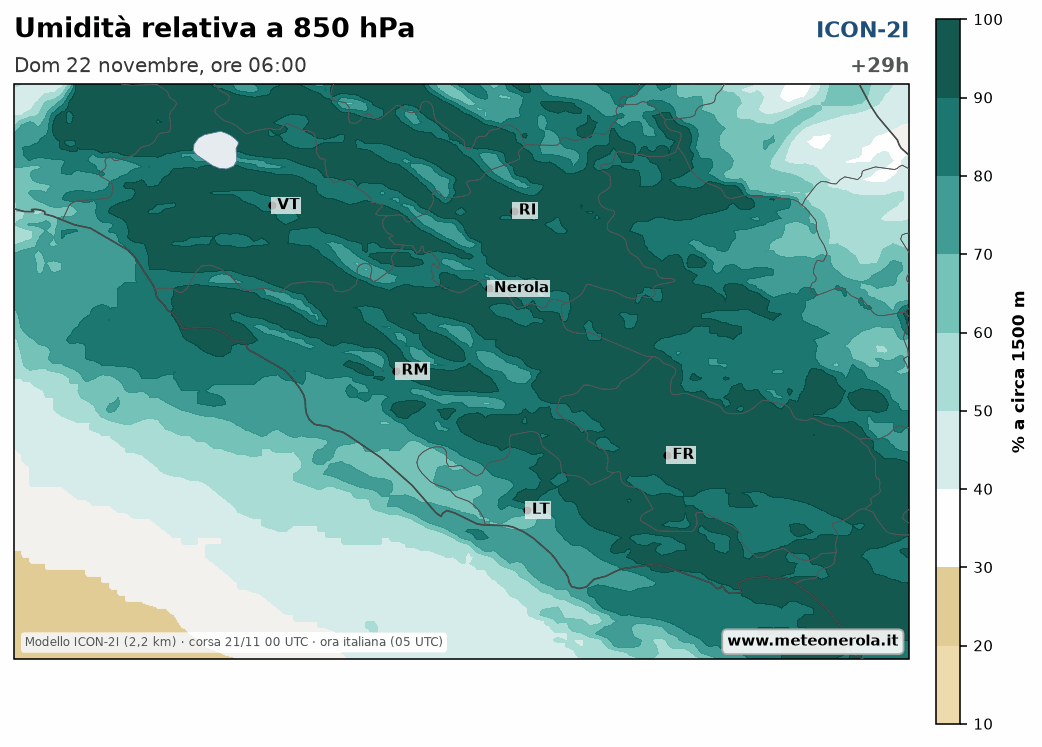 Umidità relativa a 850 hPa
ICON-2I
Dom 22 novembre, ore 06:00
+29h
VT
RI
Nerola
RM
FR
LT
Modello ICON-2I (2,2 km) · corsa 21/11 00 UTC · ora italiana (05 UTC)
www.meteonerola.it
100
90
80
70
60
50
40
30
20
10
% a circa 1500 m